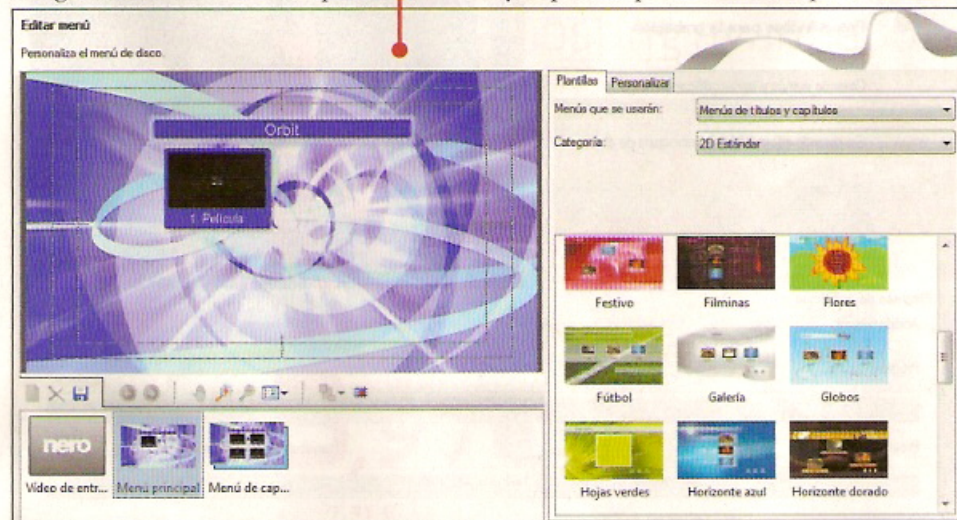 Editar menú
Personaliza el menú de disco.
Plantillas Personalizar
Menús que se usarán: Menús de títulos y capítulos
Categoría: 2D Estándar
Orbit
1. Película
Festivo Filminas Flores
Fútbol Galería Globos
Hojas verdes Horizonte azul Horizonte dorado
nero
Vídeo de entr... Menú principal Menú de cap...